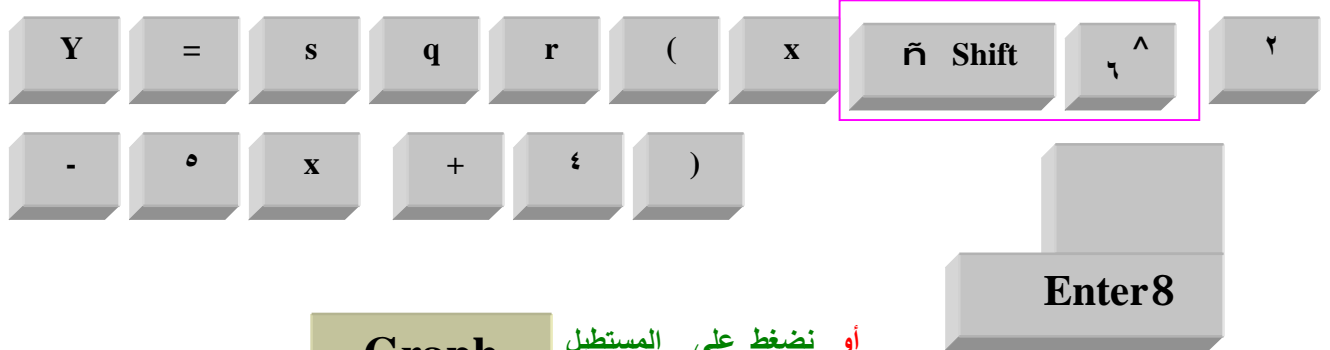 Y = s q r ( x ñ Shift ^ ٦ ٢
- ٥ x + ٤ )
Enter8
أو نضغط على المستطيل
Graph